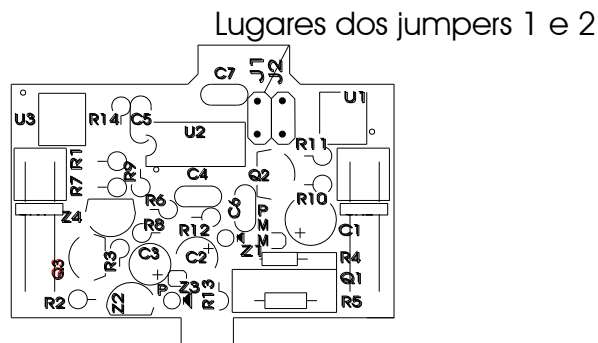 Lugares dos jumpers 1 e 2
C7
J1
J2
U3
R14
C5
U2
U1
R11
R1
R7
R9
C4
Q2
R10
R6
C6
P
M
M
Z4
R8
R12
C1
Z1
R3
C3
C2
R4
Q3
Q1
P
Z3
R13
R2
Z2
R5